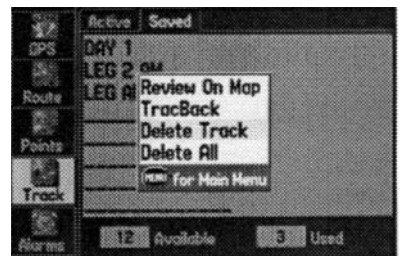 GPS
Route
Points
Track
Alarms
Active Saved
DAY 1
LEG 2 AM
LEG
Review On Map
TracBack
Delete Track
Delete All
MENU for Main Menu
12 Available 3 Used